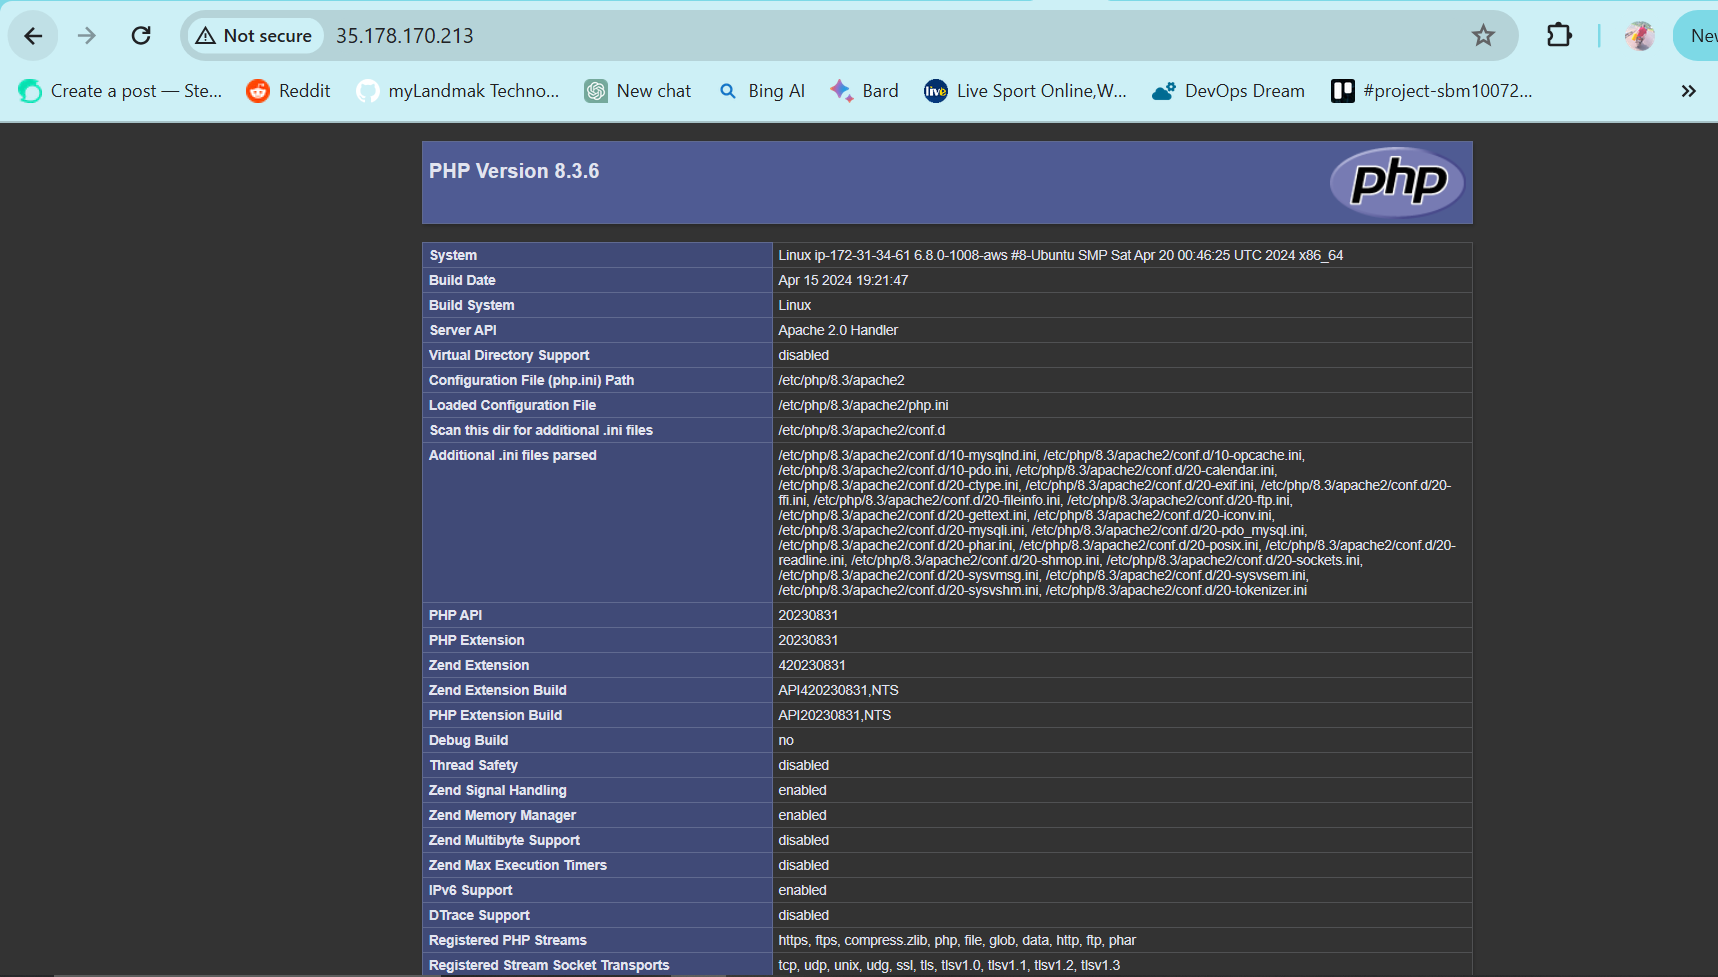 Not secure 35.178.170.213 New
Create a post — Ste... Reddit myLandmak Techno... New chat Bing AI Bard live Live Sport Online,W... DevOps Dream #project-sbm10072... »
PHP Version 8.3.6 php
System Linux ip-172-31-34-61 6.8.0-1008-aws #8-Ubuntu SMP Sat Apr 20 00:46:25 UTC 2024 x86_64
Build Date Apr 15 2024 19:21:47
Build System Linux
Server API Apache 2.0 Handler
Virtual Directory Support disabled
Configuration File (php.ini) Path /etc/php/8.3/apache2
Loaded Configuration File /etc/php/8.3/apache2/php.ini
Scan this dir for additional .ini files /etc/php/8.3/apache2/conf.d
Additional .ini files parsed /etc/php/8.3/apache2/conf.d/10-mysqlnd.ini, /etc/php/8.3/apache2/conf.d/10-opcache.ini,
/etc/php/8.3/apache2/conf.d/10-pdo.ini, /etc/php/8.3/apache2/conf.d/20-calendar.ini,
/etc/php/8.3/apache2/conf.d/20-ctype.ini, /etc/php/8.3/apache2/conf.d/20-exif.ini, /etc/php/8.3/apache2/conf.d/20-
ffi.ini, /etc/php/8.3/apache2/conf.d/20-fileinfo.ini, /etc/php/8.3/apache2/conf.d/20-ftp.ini,
/etc/php/8.3/apache2/conf.d/20-gettext.ini, /etc/php/8.3/apache2/conf.d/20-iconv.ini,
/etc/php/8.3/apache2/conf.d/20-mysqli.ini, /etc/php/8.3/apache2/conf.d/20-pdo_mysql.ini,
/etc/php/8.3/apache2/conf.d/20-phar.ini, /etc/php/8.3/apache2/conf.d/20-posix.ini, /etc/php/8.3/apache2/conf.d/20-
readline.ini, /etc/php/8.3/apache2/conf.d/20-shmop.ini, /etc/php/8.3/apache2/conf.d/20-sockets.ini,
/etc/php/8.3/apache2/conf.d/20-sysvmsg.ini, /etc/php/8.3/apache2/conf.d/20-sysvsem.ini,
/etc/php/8.3/apache2/conf.d/20-sysvshm.ini, /etc/php/8.3/apache2/conf.d/20-tokenizer.ini
PHP API 20230831
PHP Extension 20230831
Zend Extension 420230831
Zend Extension Build API420230831,NTS
PHP Extension Build API20230831,NTS
Debug Build no
Thread Safety disabled
Zend Signal Handling enabled
Zend Memory Manager enabled
Zend Multibyte Support disabled
Zend Max Execution Timers disabled
IPv6 Support enabled
DTrace Support disabled
Registered PHP Streams https, ftps, compress.zlib, php, file, glob, data, http, ftp, phar
Registered Stream Socket Transports tcp, udp, unix, udg, ssl, tls, tlsv1.0, tlsv1.1, tlsv1.2, tlsv1.3